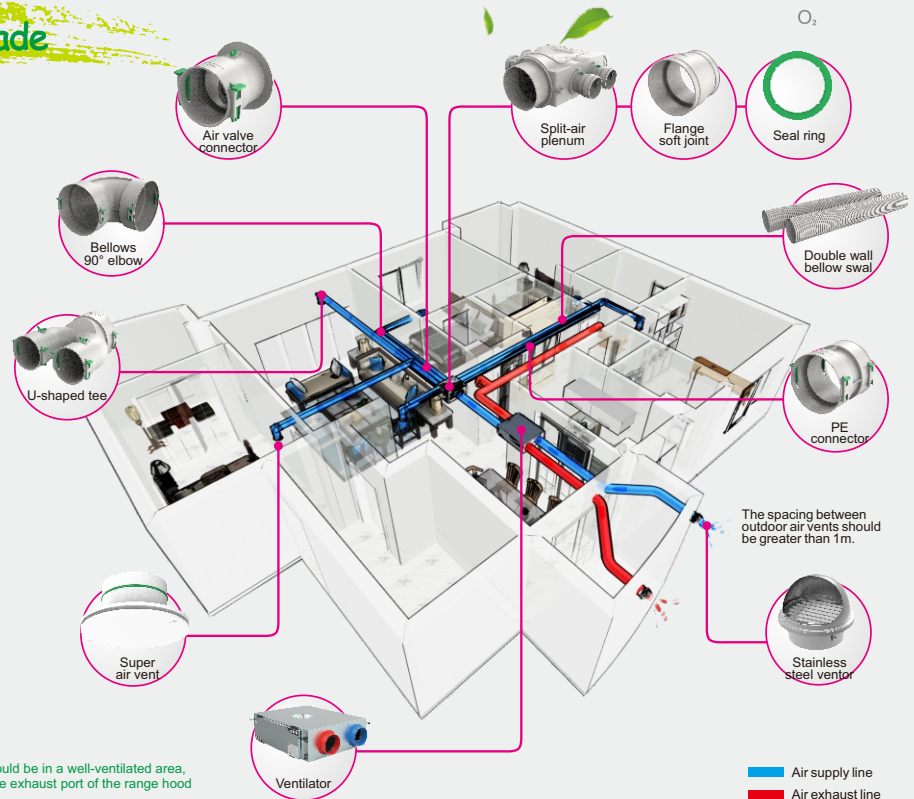 ade
O₂
Air valve
connector
Split-air
plenum
Flange
soft joint
Seal ring
Bellows
90° elbow
Double wall
bellow swal
U-shaped tee
PE
connector
The spacing between
outdoor air vents should
be greater than 1m.
Super
air vent
Stainless
steel ventor
Ventilator
ould be in a well-ventilated area,
e exhaust port of the range hood
Air supply line
Air exhaust line